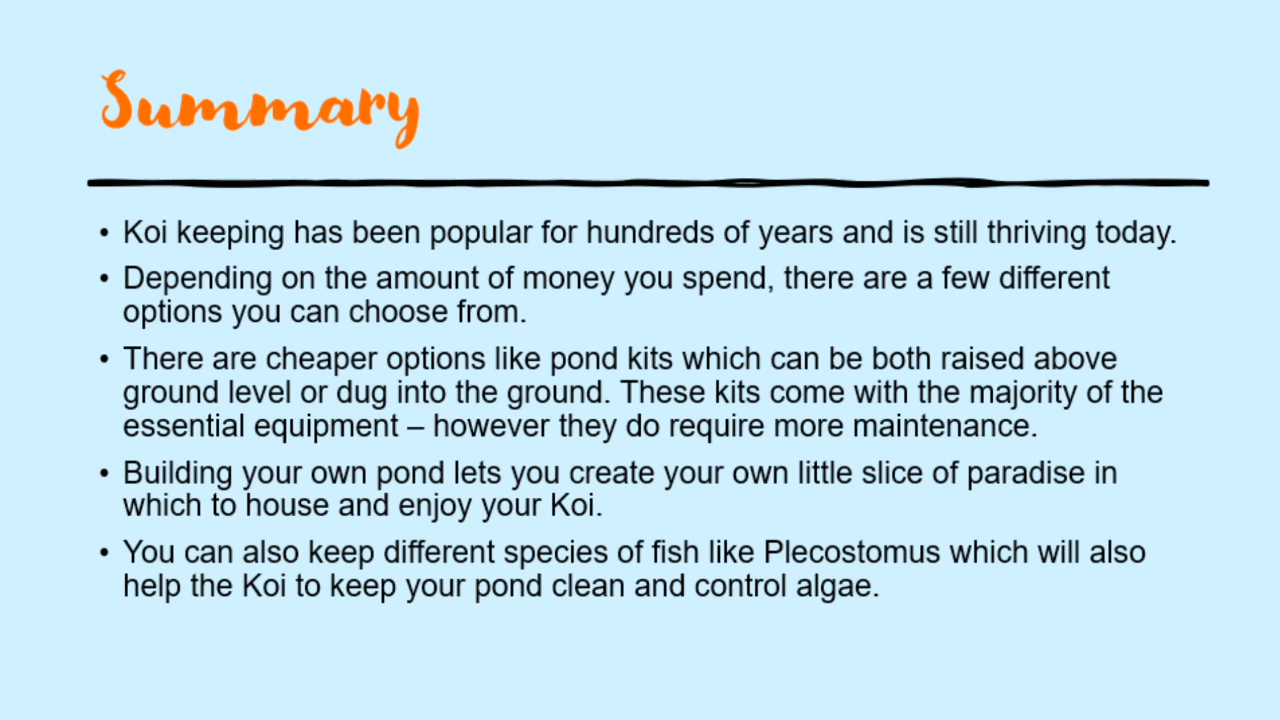 Summary
• Koi keeping has been popular for hundreds of years and is still thriving today.
• Depending on the amount of money you spend, there are a few different
options you can choose from.
• There are cheaper options like pond kits which can be both raised above
ground level or dug into the ground. These kits come with the majority of the
essential equipment – however they do require more maintenance.
• Building your own pond lets you create your own little slice of paradise in
which to house and enjoy your Koi.
• You can also keep different species of fish like Plecostomus which will also
help the Koi to keep your pond clean and control algae.